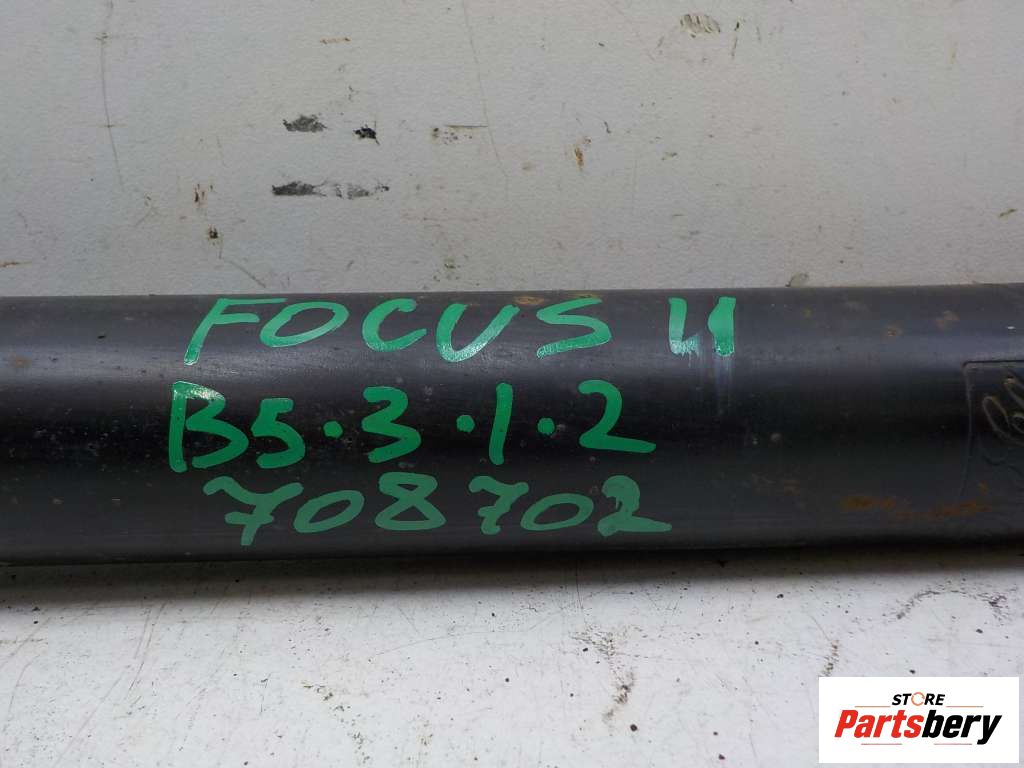 FOCUS II
B5.3.1.2
708702
STORE
Partsbery